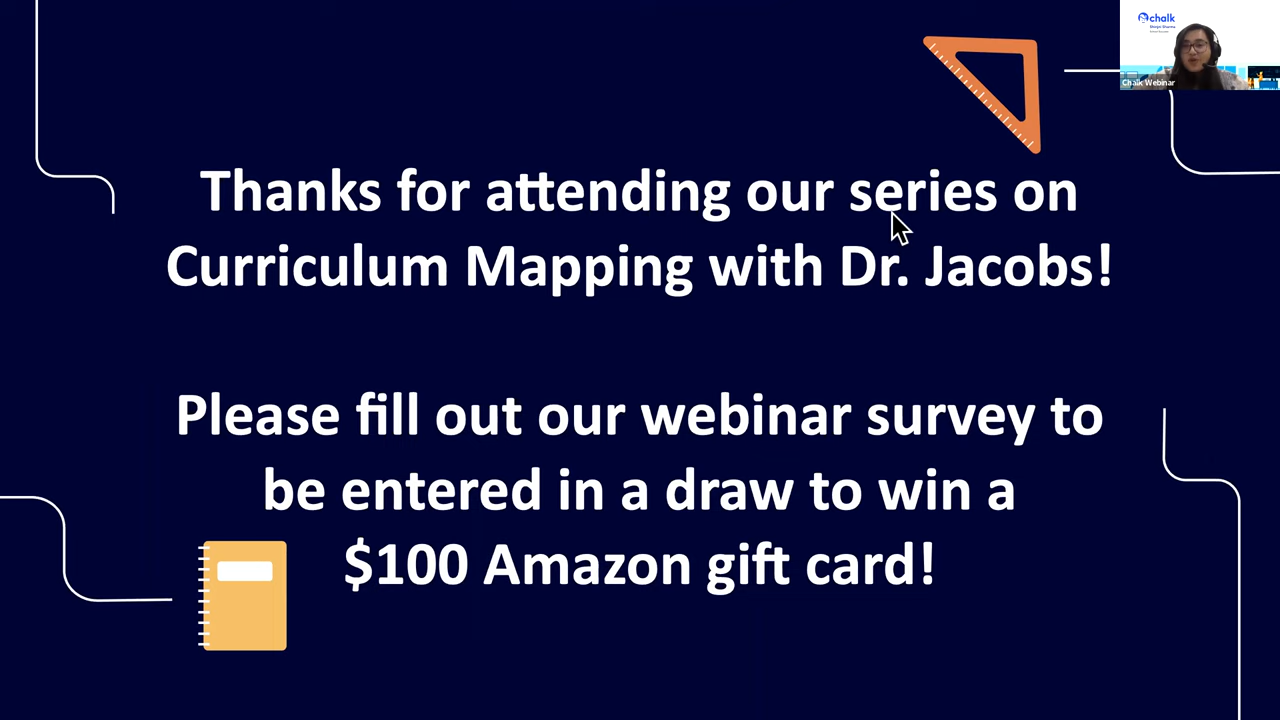 chalk
Chalk Webinar
Thanks for attending our series on
Curriculum Mapping with Dr. Jacobs!
Please fill out our webinar survey to
be entered in a draw to win a
$100 Amazon gift card!